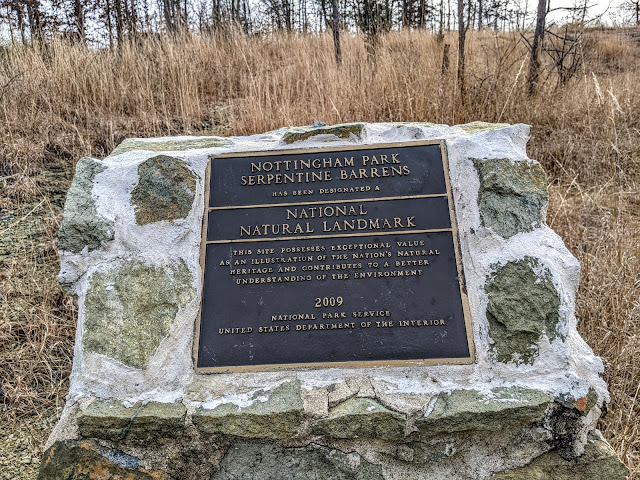 NOTTINGHAM PARK
SERPENTINE BARRENS
HAS BEEN DESIGNATED A
NATIONAL
NATURAL LANDMARK
THIS SITE POSSESSES EXCEPTIONAL VALUE
AS AN ILLUSTRATION OF THE NATION'S NATURAL
HERITAGE AND CONTRIBUTES TO A BETTER
UNDERSTANDING OF THE ENVIRONMENT
2009
NATIONAL PARK SERVICE
UNITED STATES DEPARTMENT OF THE INTERIOR